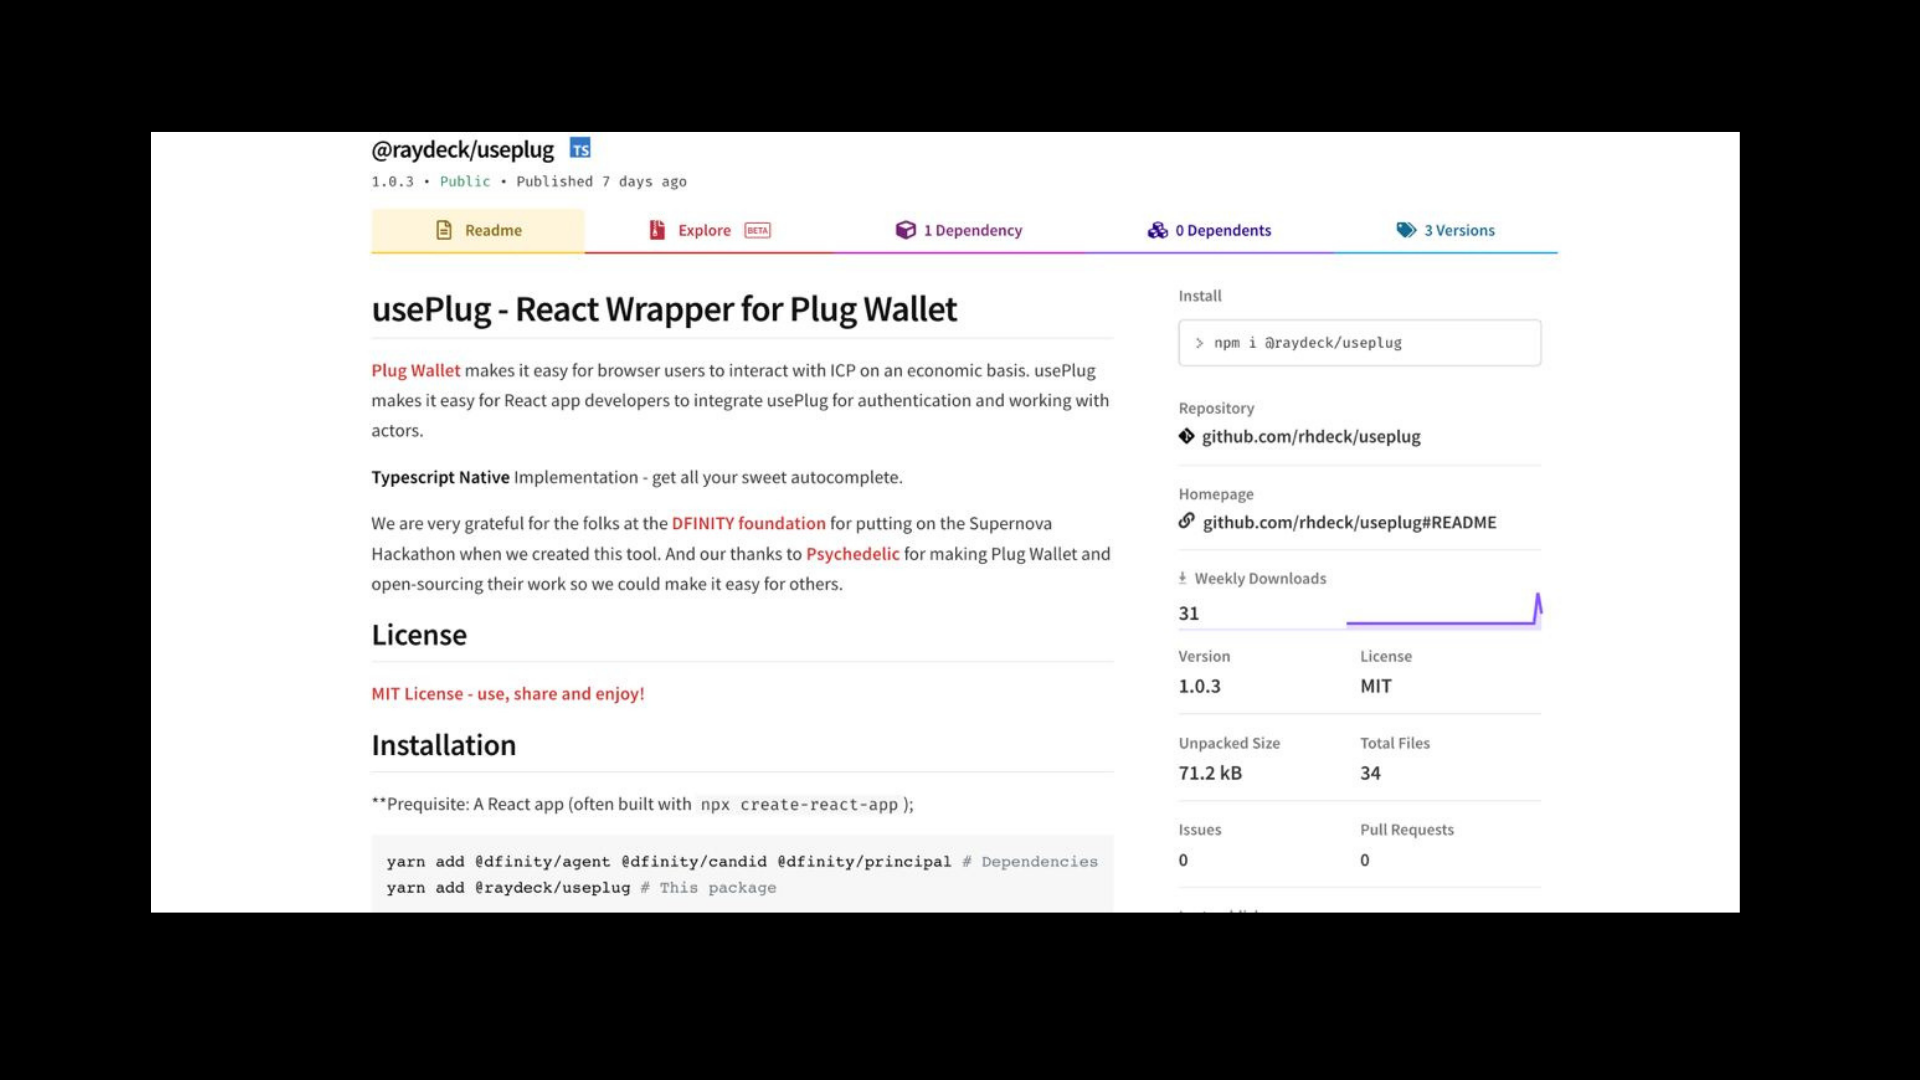 @raydeck/useplug TS
1.0.3 • Public • Published 7 days ago
Readme
Explore BETA
1 Dependency
0 Dependents
3 Versions
usePlug - React Wrapper for Plug Wallet
Plug Wallet makes it easy for browser users to interact with ICP on an economic basis. usePlug
makes it easy for React app developers to integrate usePlug for authentication and working with
actors.
Typescript Native Implementation - get all your sweet autocomplete.
We are very grateful for the folks at the DFINITY foundation for putting on the Supernova
Hackathon when we created this tool. And our thanks to Psychedelic for making Plug Wallet and
open-sourcing their work so we could make it easy for others.
License
MIT License - use, share and enjoy!
Installation
**Prequisite: A React app (often built with npx create-react-app );
yarn add @dfinity/agent @dfinity/candid @dfinity/principal # Dependencies
yarn add @raydeck/useplug # This package
Install
> npm i @raydeck/useplug
Repository
github.com/rhdeck/useplug
Homepage
github.com/rhdeck/useplug#README
Weekly Downloads
31
Version
License
1.0.3
MIT
Unpacked Size
Total Files
71.2 kB
34
Issues
Pull Requests
0
0